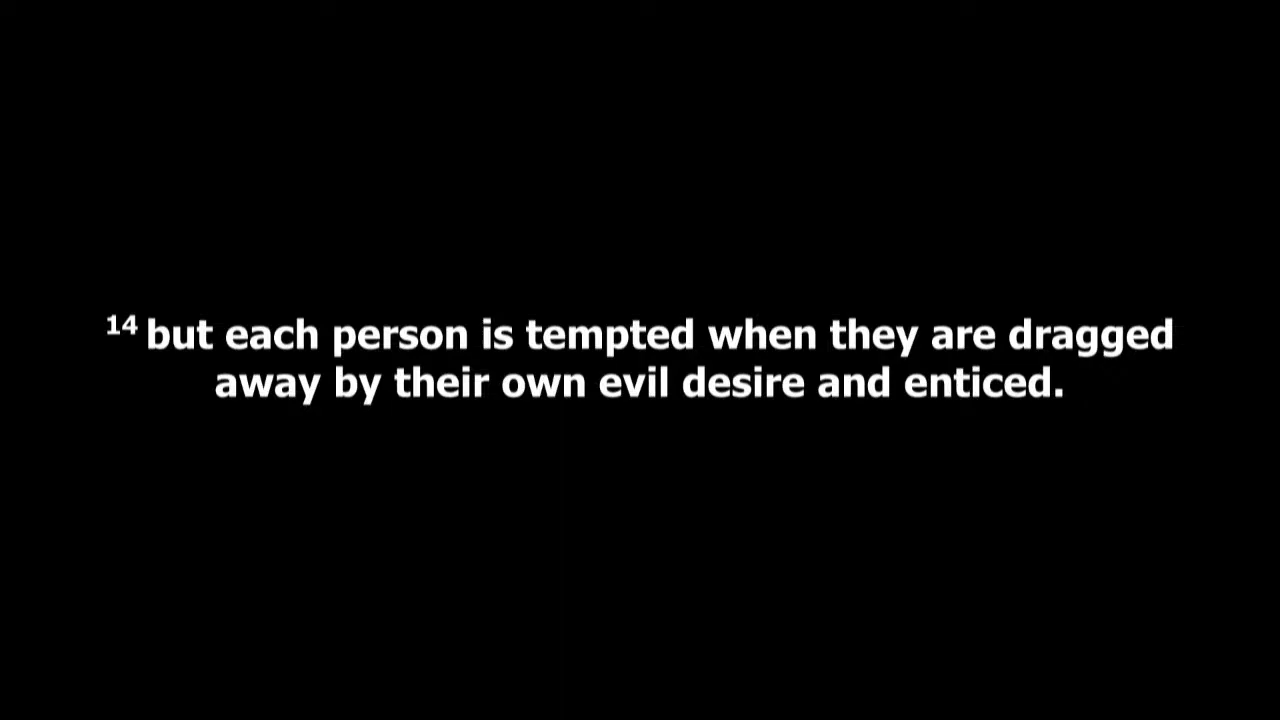 14 but each person is tempted when they are dragged
away by their own evil desire and enticed.